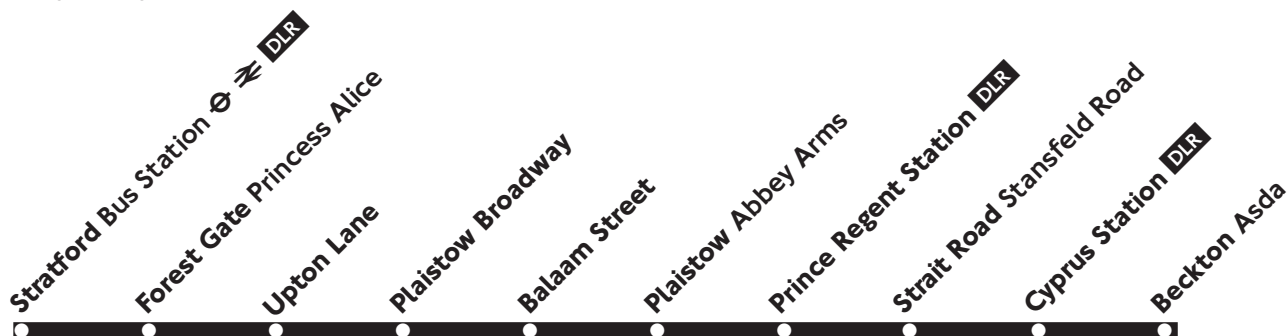 Stratford Bus Station DLR
Forest Gate Princess Alice
Upton Lane
Plaistow Broadway
Balaam Street
Plaistow Abbey Arms
Prince Regent Station DLR
Strait Road Stansfeld Road
Cyprus Station DLR
Beckton Asda